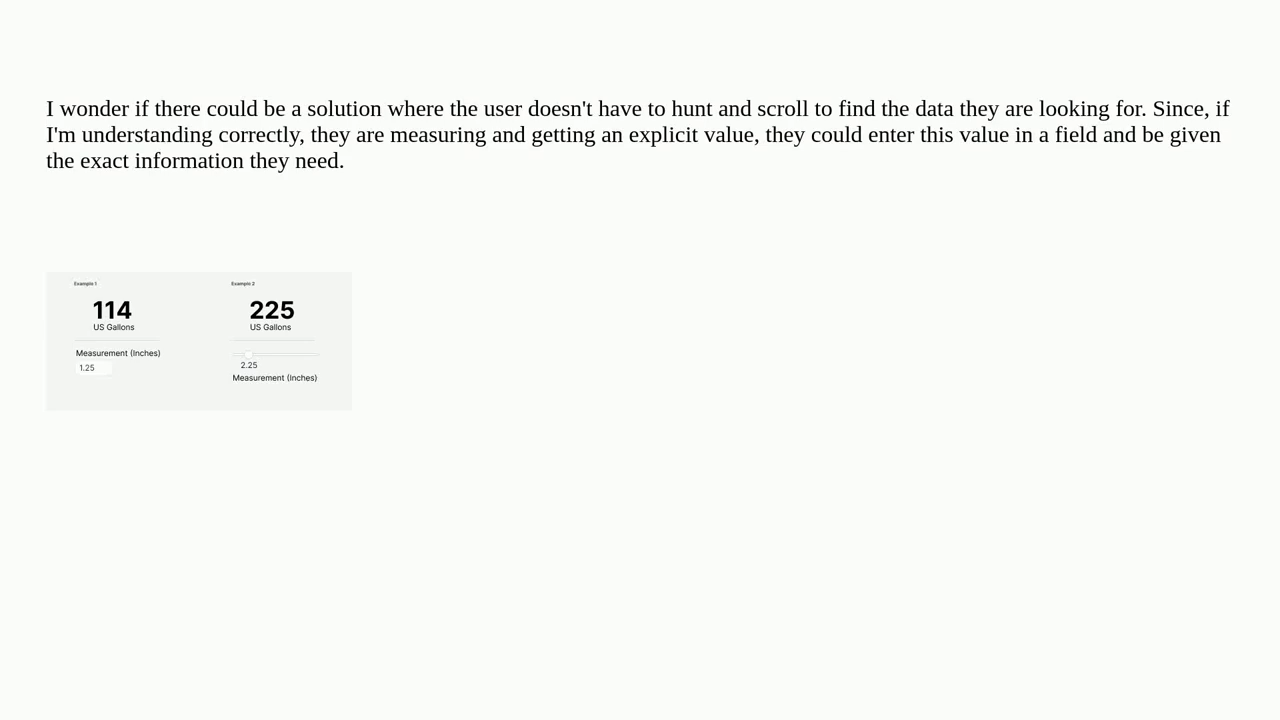 I wonder if there could be a solution where the user doesn't have to hunt and scroll to find the data they are looking for. Since, if
I'm understanding correctly, they are measuring and getting an explicit value, they could enter this value in a field and be given
the exact information they need.
Example 1
114
US Gallons
Measurement (Inches)
1.25
Example 2
225
US Gallons
2.25
Measurement (Inches)